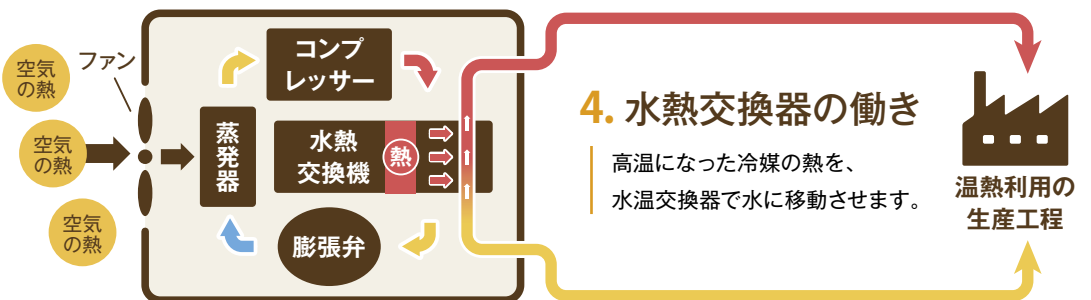 空気
の熱
ファン
空気
の熱
空気
の熱
コンプ
レッサー
蒸発器
水熱
交換機
熱
膨張弁
4. 水熱交換器の働き
高温になった冷媒の熱を、
水温交換器で水に移動させます。
温熱利用の
生産工程